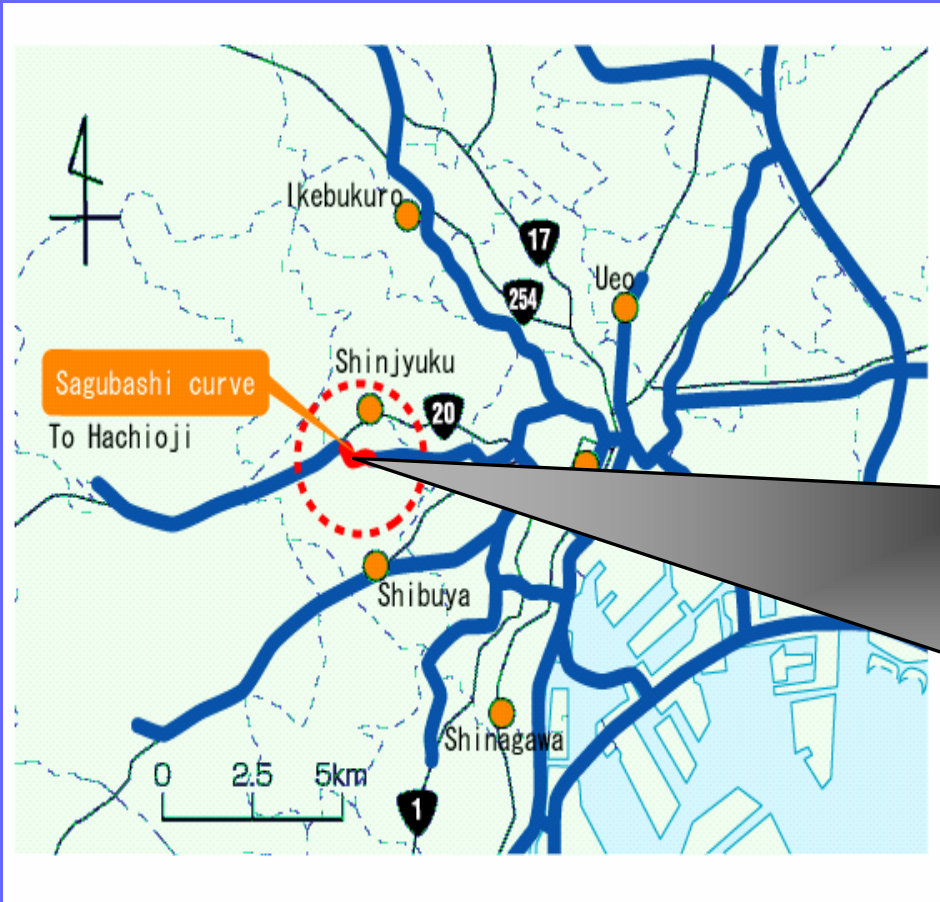 Ikebukuro
17
Ueo
254
Shinjyuku
Sagubashi curve
20
To Hachioji
Shibuya
Shinagawa
0 2.5 5km
1